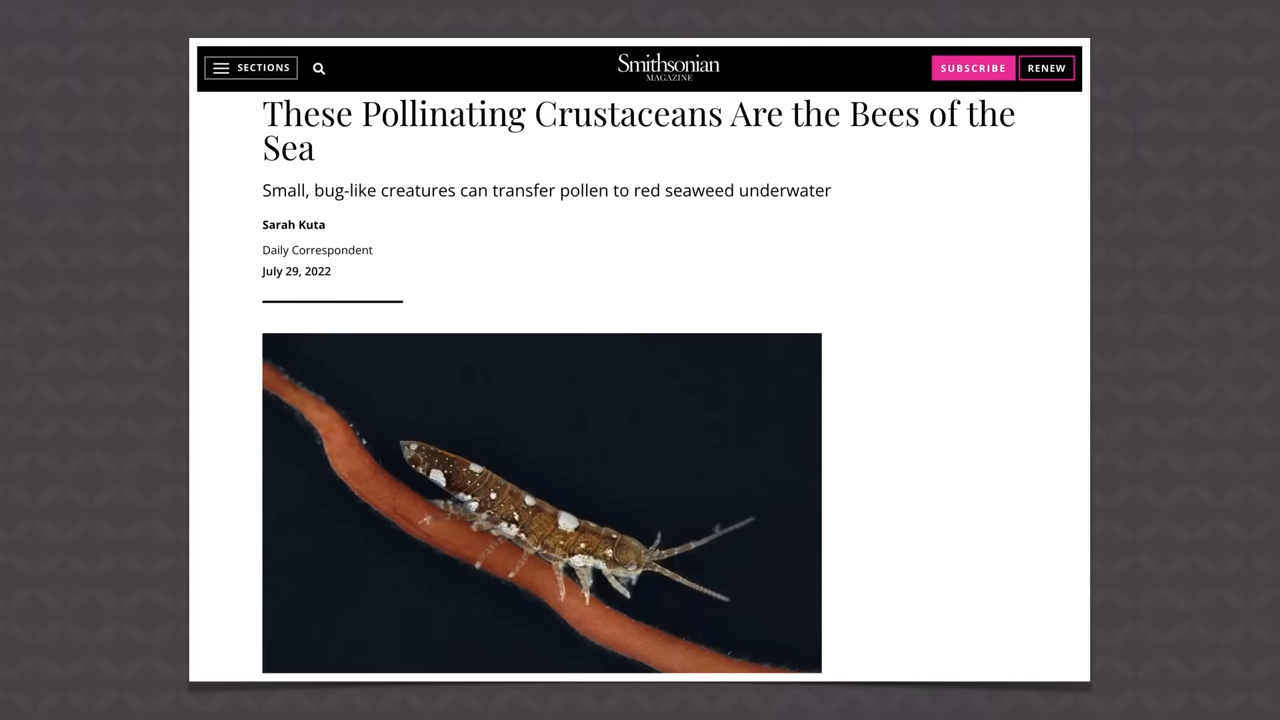 SECTIONS
Smithsonian
MAGAZINE
SUBSCRIBE
RENEW
These Pollinating Crustaceans Are the Bees of the
Sea
Small, bug-like creatures can transfer pollen to red seaweed underwater
Sarah Kuta
Daily Correspondent
July 29, 2022